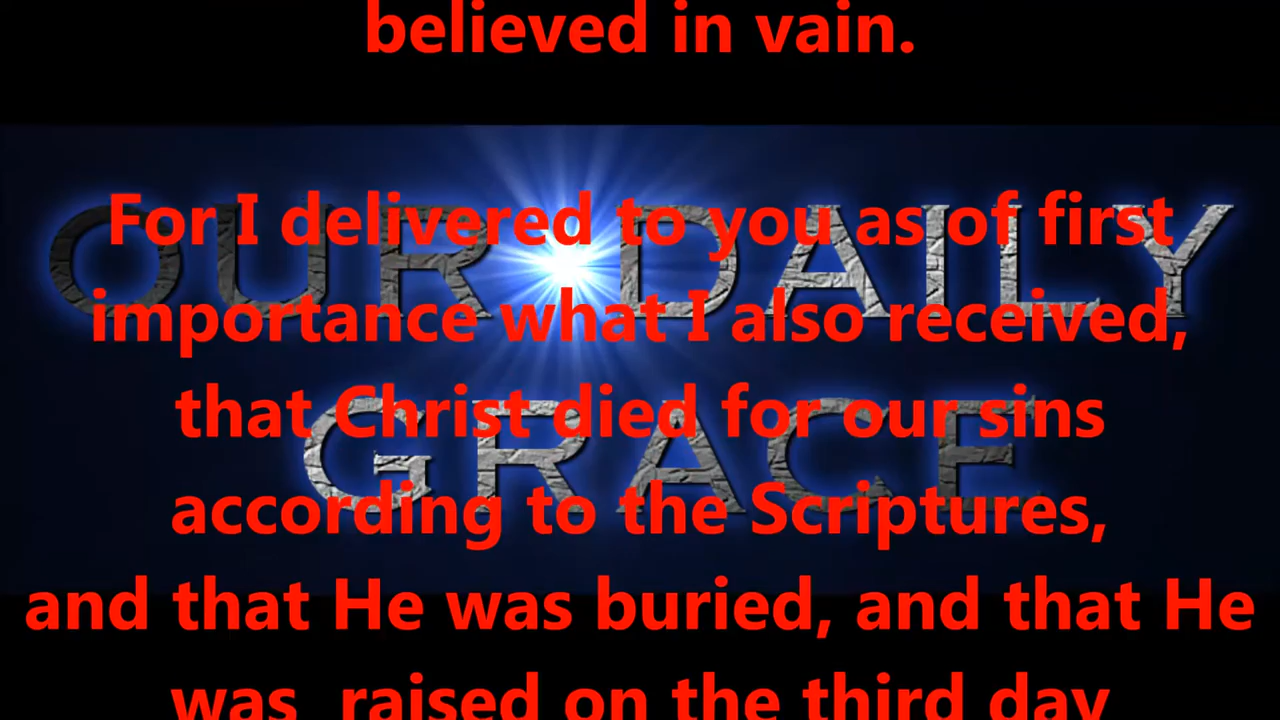 believed in vain.
OUR DAILY
For I delivered to you as of first
importance what I also received,
that Christ died for our sins
GRACE
according to the Scriptures,
and that He was buried, and that He
was raised on the third day